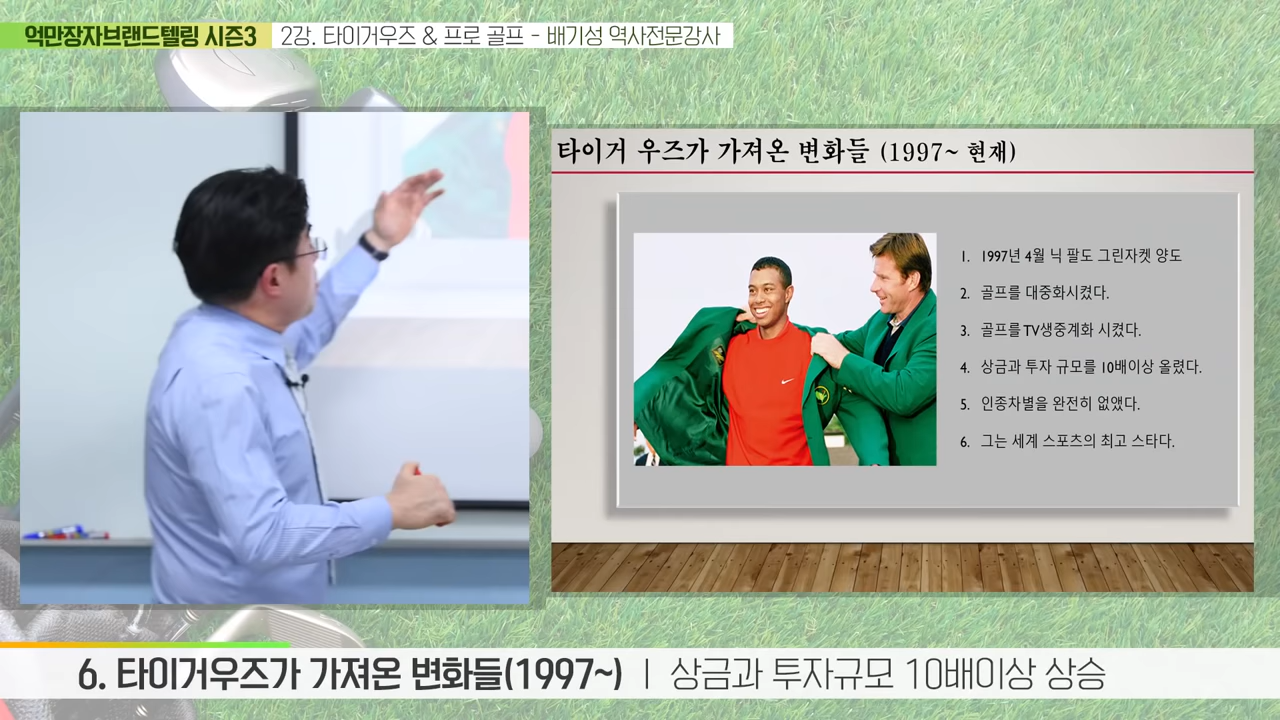 억만장자브랜드텔링 시즌3
2강. 타이거우즈 & 프로 골프 - 배기성 역사전문강사
타이거 우즈가 가져온 변화들 (1997~ 현재)
1. 1997년 4월 닉 팔도 그린자켓 양도
2. 골프를 대중화시켰다.
3. 골프를 TV생중계화 시켰다.
4. 상금과 투자 규모를 10배이상 올렸다.
5. 인종차별을 완전히 없앴다.
6. 그는 세계 스포츠의 최고 스타다.
6. 타이거우즈가 가져온 변화들(1997~) | 상금과 투자규모 10배이상 상승